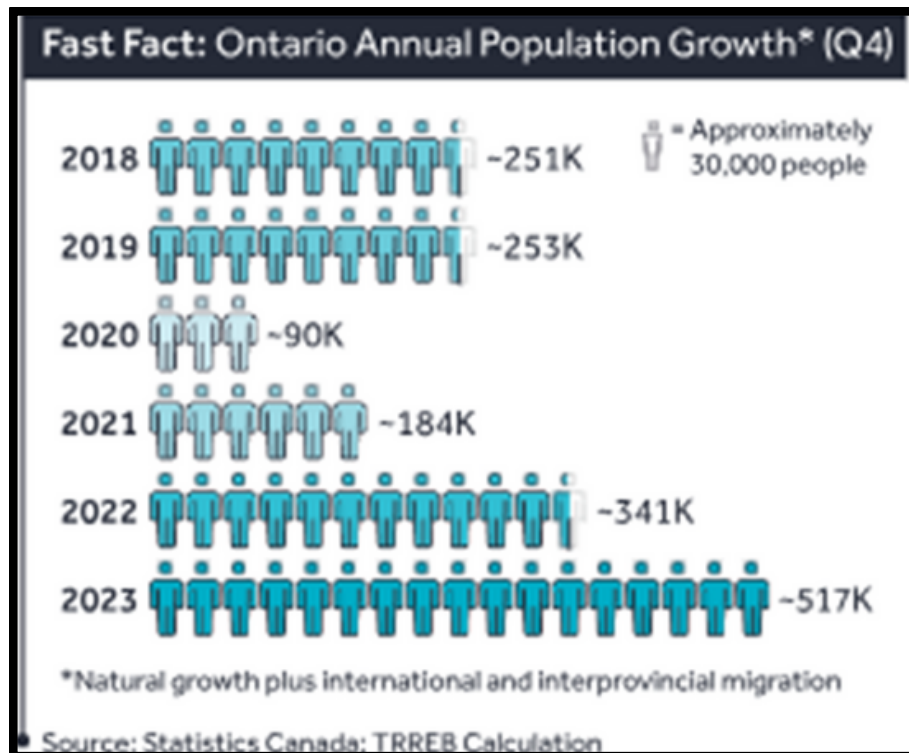 Fast Fact: Ontario Annual Population Growth* (Q4)
2018 ~251K
= Approximately
30,000 people
2019 ~253K
2020 ~90K
2021 ~184K
2022 ~341K
2023 ~517K
*Natural growth plus international and interprovincial migration
Source: Statistics Canada; TRREB Calculation